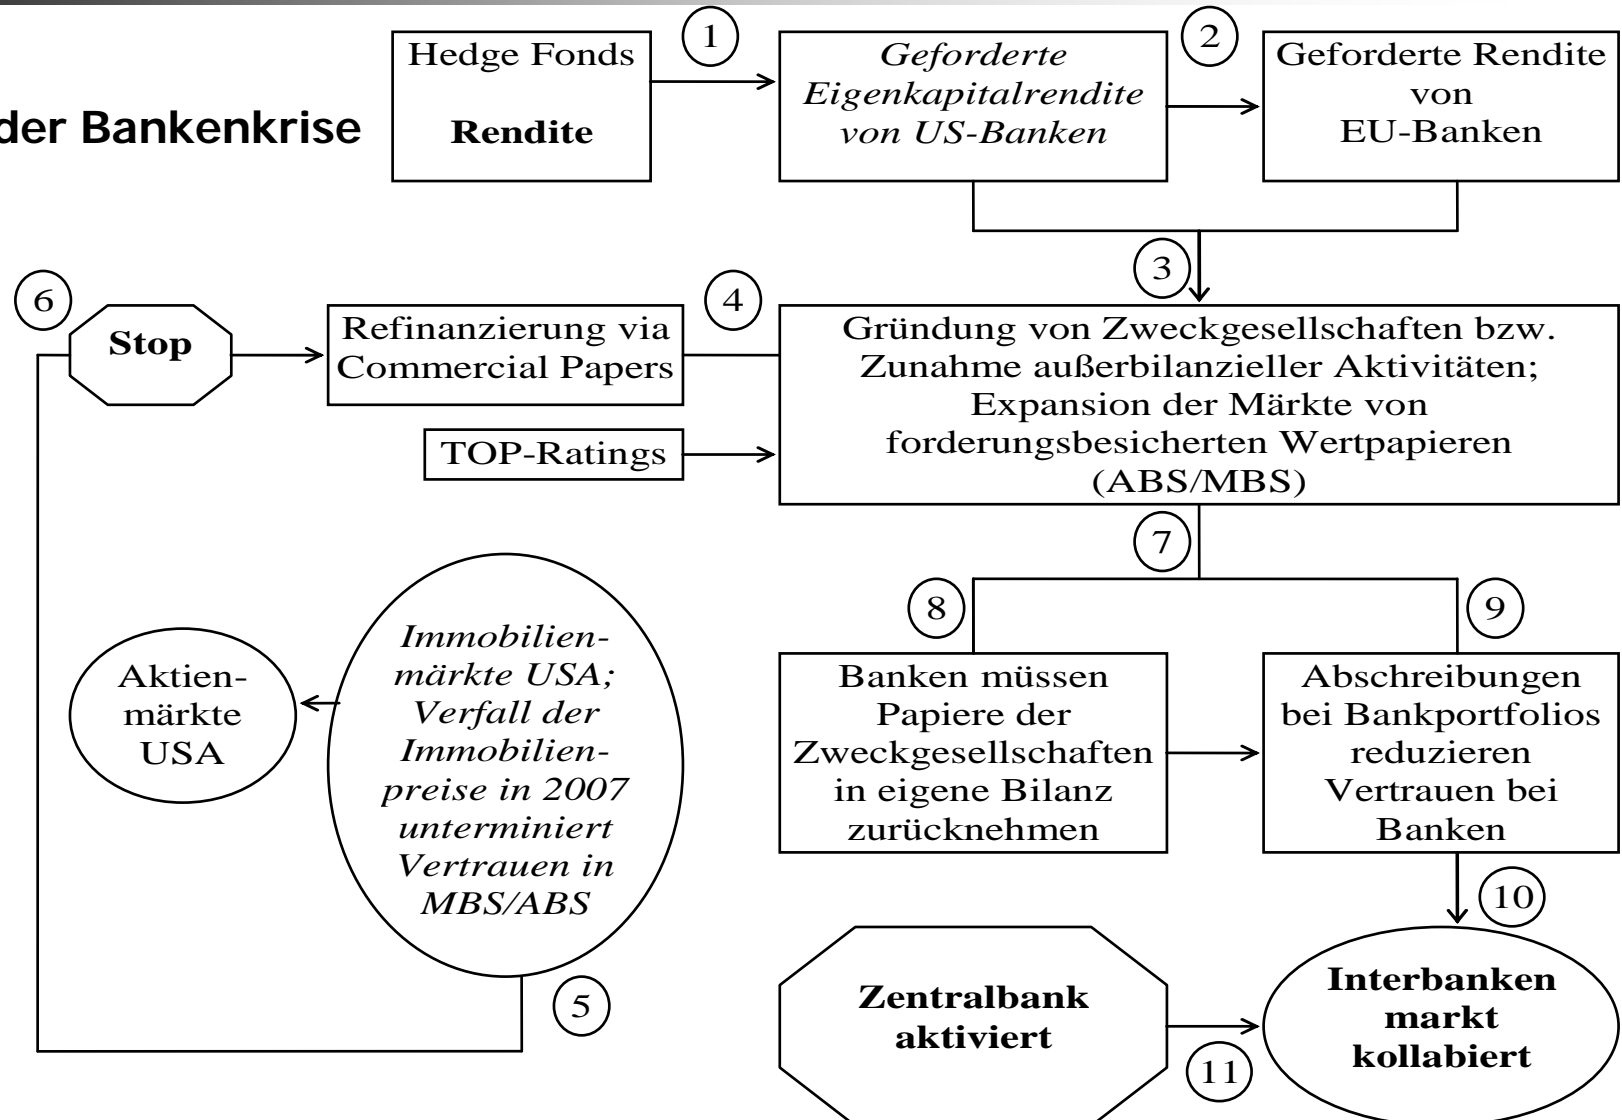 der Bankenkrise
Hedge Fonds
Rendite
1
Geforderte
Eigenkapitalrendite
von US-Banken
2
Geforderte Rendite
von
EU-Banken
3
6
Stop
Refinanzierung via
Commercial Papers
4
Gründung von Zweckgesellschaften bzw.
Zunahme außerbilanzieller Aktivitäten;
Expansion der Märkte von
forderungsbesicherten Wertpapieren
(ABS/MBS)
TOP-Ratings
7
8
9
Aktien-
märkte
USA
Immobilien-
märkte USA;
Verfall der
Immobilien-
preise in 2007
unterminiert
Vertrauen in
MBS/ABS
5
Banken müssen
Papiere der
Zweckgesellschaften
in eigene Bilanz
zurücknehmen
Abschreibungen
bei Bankportfolios
reduzieren
Vertrauen bei
Banken
10
Zentralbank
aktiviert
11
Interbanken
markt
kollabiert